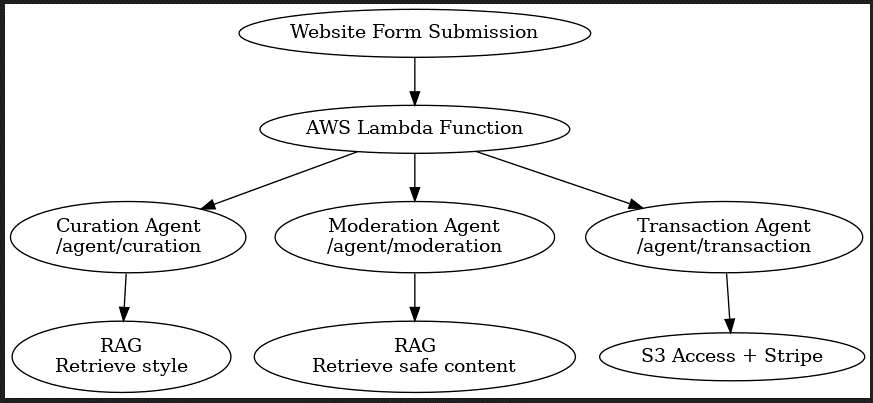 Website Form Submission
AWS Lambda Function
Curation Agent
/agent/curation
Moderation Agent
/agent/moderation
Transaction Agent
/agent/transaction
RAG
Retrieve style
RAG
Retrieve safe content
S3 Access + Stripe